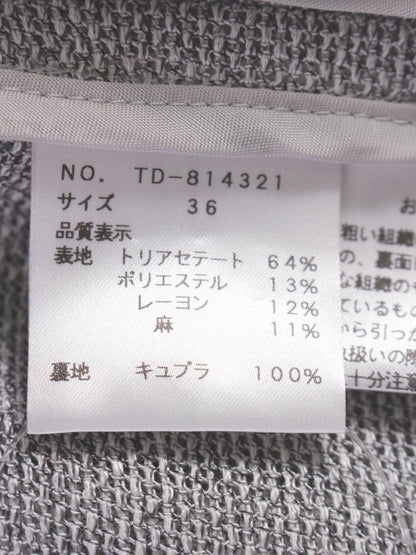 NO. TD-814321
サイズ 36
品質表示
表地 トリアセテート 64%
ポリエステル 13%
レーヨン 12%
麻 11%
裏地 キュプラ 100%
お
粗い組織
の、裏面
な組織の
ているもの
から引っか
取扱いの際
十分注